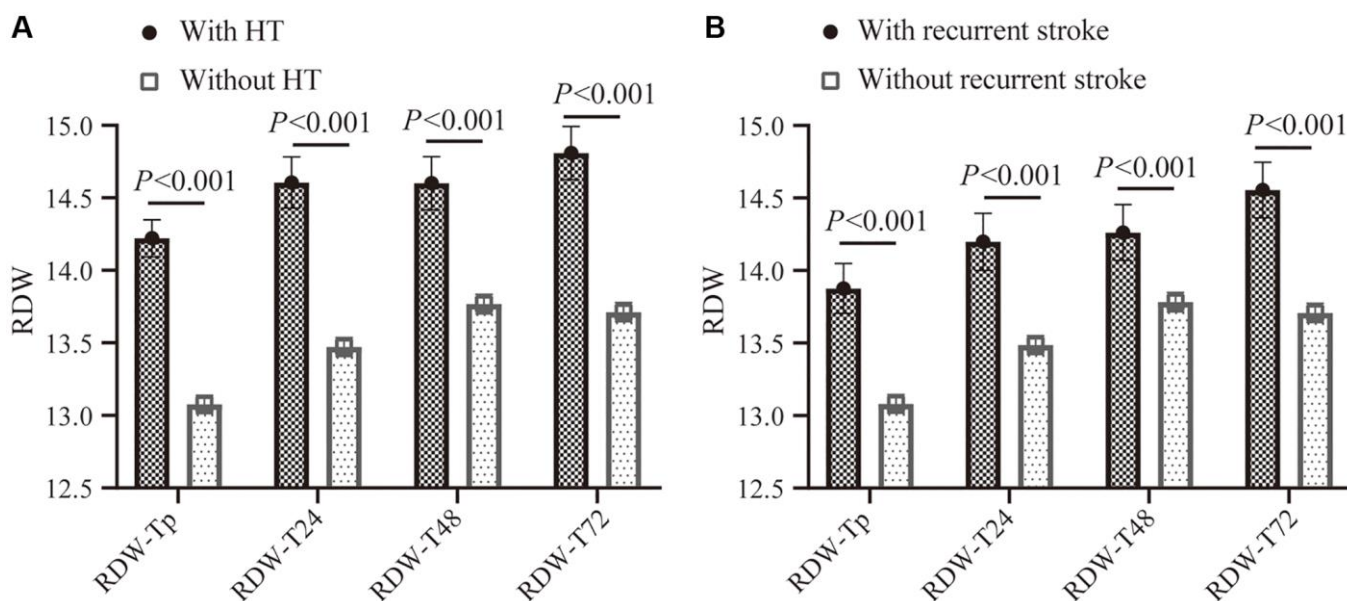 A
With HT
Without HT
P<0.001
P<0.001
P<0.001
P<0.001
15.0
14.5
14.0
13.5
13.0
12.5
RDW
RDW-Tp
RDW-T24
RDW-T48
RDW-T72
B
With recurrent stroke
Without recurrent stroke
P<0.001
P<0.001
P<0.001
P<0.001
15.0
14.5
14.0
13.5
13.0
12.5
RDW
RDW-Tp
RDW-T24
RDW-T48
RDW-T72